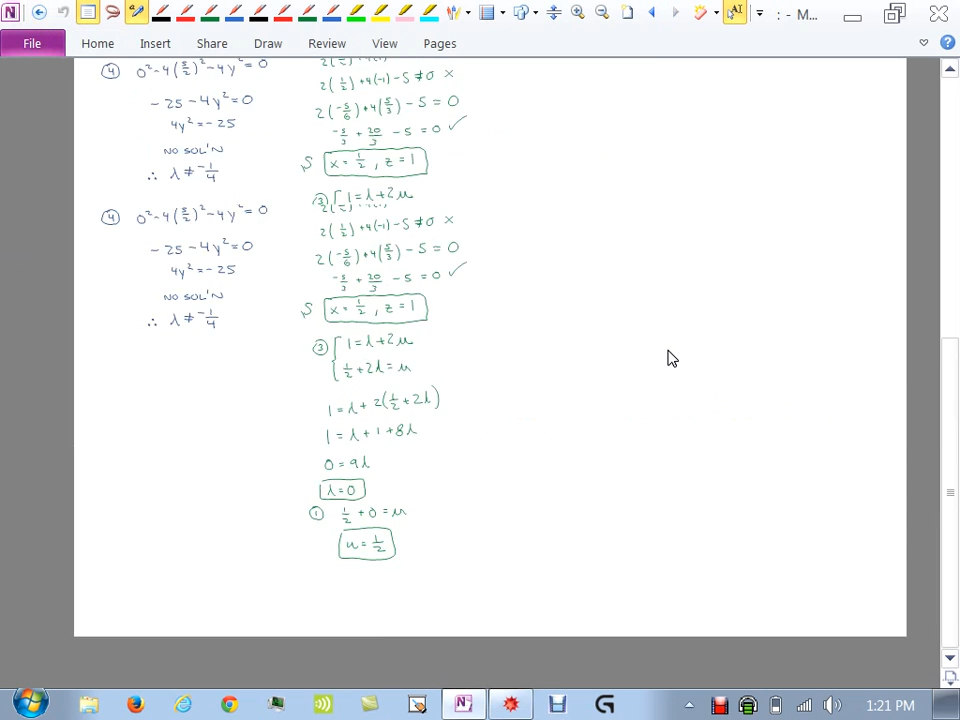 : - M...
File Home Insert Share Draw Review View Pages
④ 0²-4(5/2)²-4y²=0
-25-4y²=0
4y²=-25
NO SOL'N
∴ λ≠-1/4
④ 0²-4(5/2)²-4y²=0
-25-4y²=0
4y²=-25
NO SOL'N
∴ λ≠-1/4
2(1/2)+4(-1)-5≠0 ×
2(-5/6)+4(5/3)-5=0
-5/3+20/3-5=0 ✓
S x=1/2, z=1
③ 1=λ+2μ
2(1/2)+4(-1)-5≠0 ×
2(-5/6)+4(5/3)-5=0
-5/3+20/3-5=0 ✓
S x=1/2, z=1
③ 1=λ+2μ
1/2+2λ=μ
1=λ+2(1/2+2λ)
1=λ+1+8λ
0=9λ
λ=0
① 1/2+0=μ
μ=1/2
1:21 PM